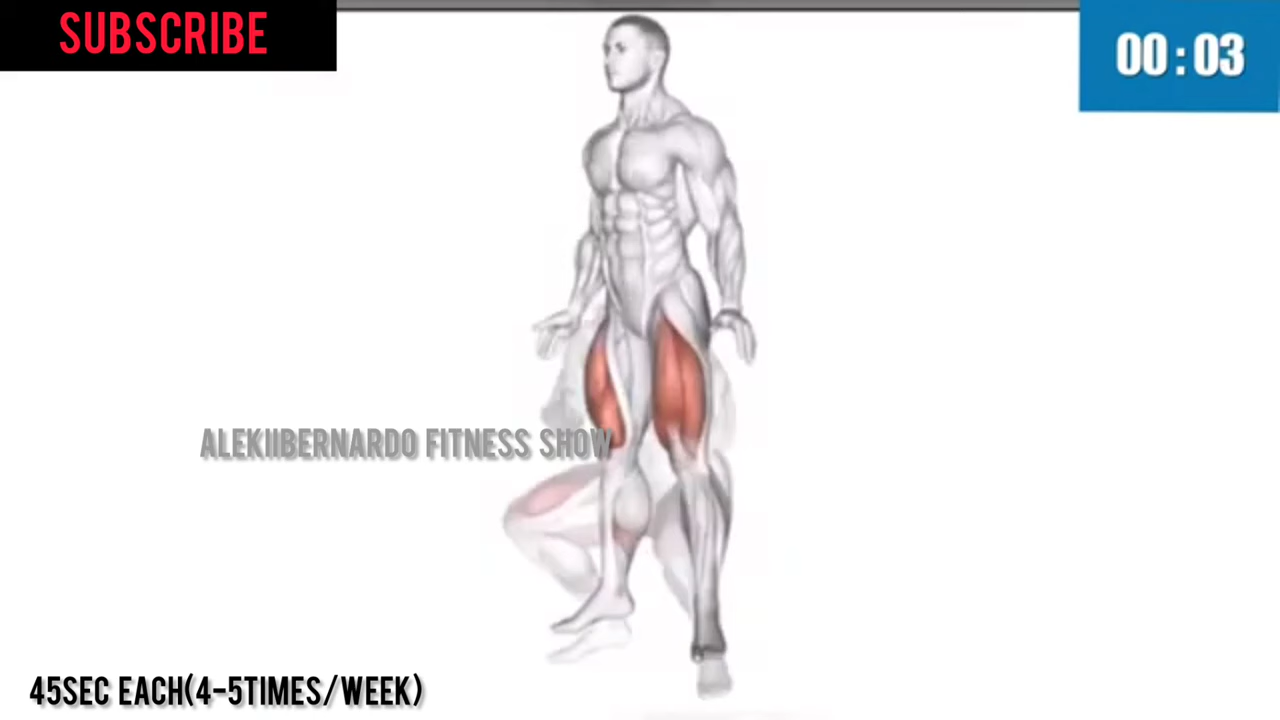 SUBSCRIBE
00:03
ALEKIIBERNARDO FITNESS SHOW
45SEC EACH(4-5TIMES/WEEK)